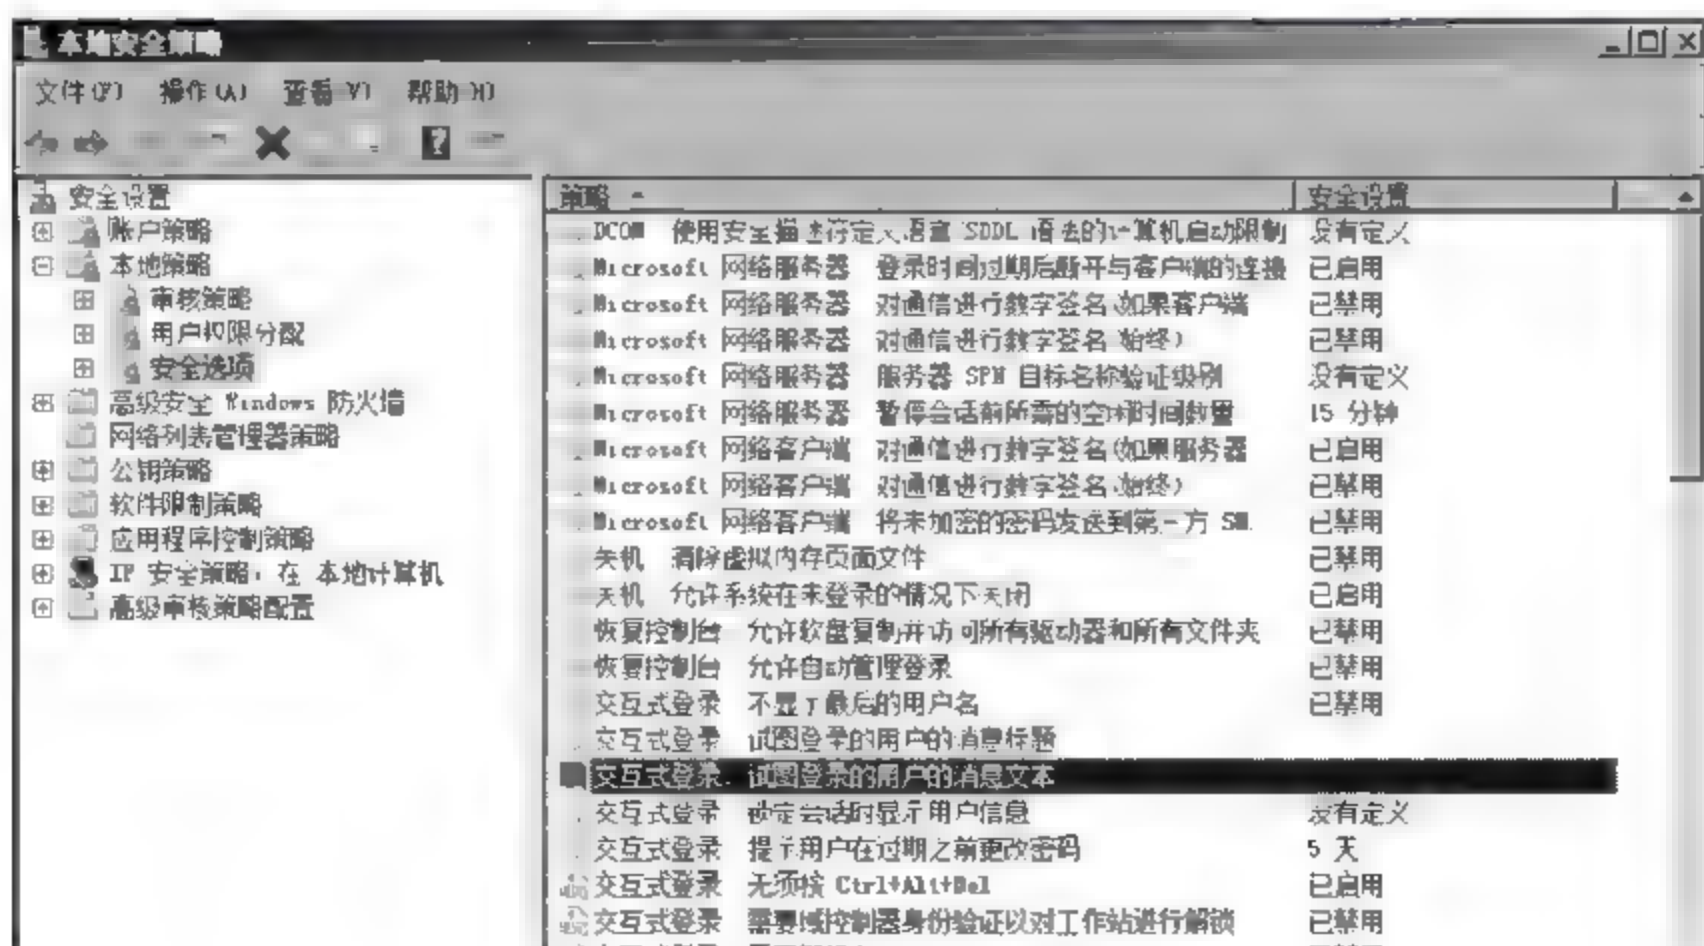 本地安全策略
文件(F) 操作(A) 查看(V) 帮助(H)
安全设置
账户策略
本地策略
审核策略
用户权限分配
安全选项
高级安全 Windows 防火墙
网络列表管理器策略
公钥策略
软件限制策略
应用程序控制策略
IP 安全策略，在 本地计算机
高级审核策略配置
策略 安全设置
DCOM 使用安全描述符定义语言 SDDL 语法的计算机启动限制 没有定义
Microsoft 网络服务器 登录时间过期后断开与客户端的连接 已启用
Microsoft 网络服务器 对通信进行数字签名(如果客户端 已禁用
Microsoft 网络服务器 对通信进行数字签名 始终) 已禁用
Microsoft 网络服务器 服务器 SPN 目标名称验证级别 没有定义
Microsoft 网络服务器 暂停会话前所需的空闲时间数量 15 分钟
Microsoft 网络客户端 对通信进行数字签名(如果服务器 已启用
Microsoft 网络客户端 对通信进行数字签名(始终) 已禁用
Microsoft 网络客户端 将未加密的密码发送到第三方 SM 已禁用
关机 清除虚拟内存页面文件 已禁用
关机 允许系统在未登录的情况下关闭 已启用
恢复控制台 允许软盘复制并访问所有驱动器和所有文件夹 已禁用
恢复控制台 允许自动管理登录 已禁用
交互式登录 不显示最后的用户名 已禁用
交互式登录 试图登录的用户的消息标题
交互式登录: 试图登录的用户的消息文本
交互式登录 锁定会话时显示用户信息 没有定义
交互式登录 提示用户在过期之前更改密码 5 天
交互式登录 无须按 Ctrl+Alt+Del 已启用
交互式登录 需要域控制器身份验证以对工作站进行解锁 已禁用